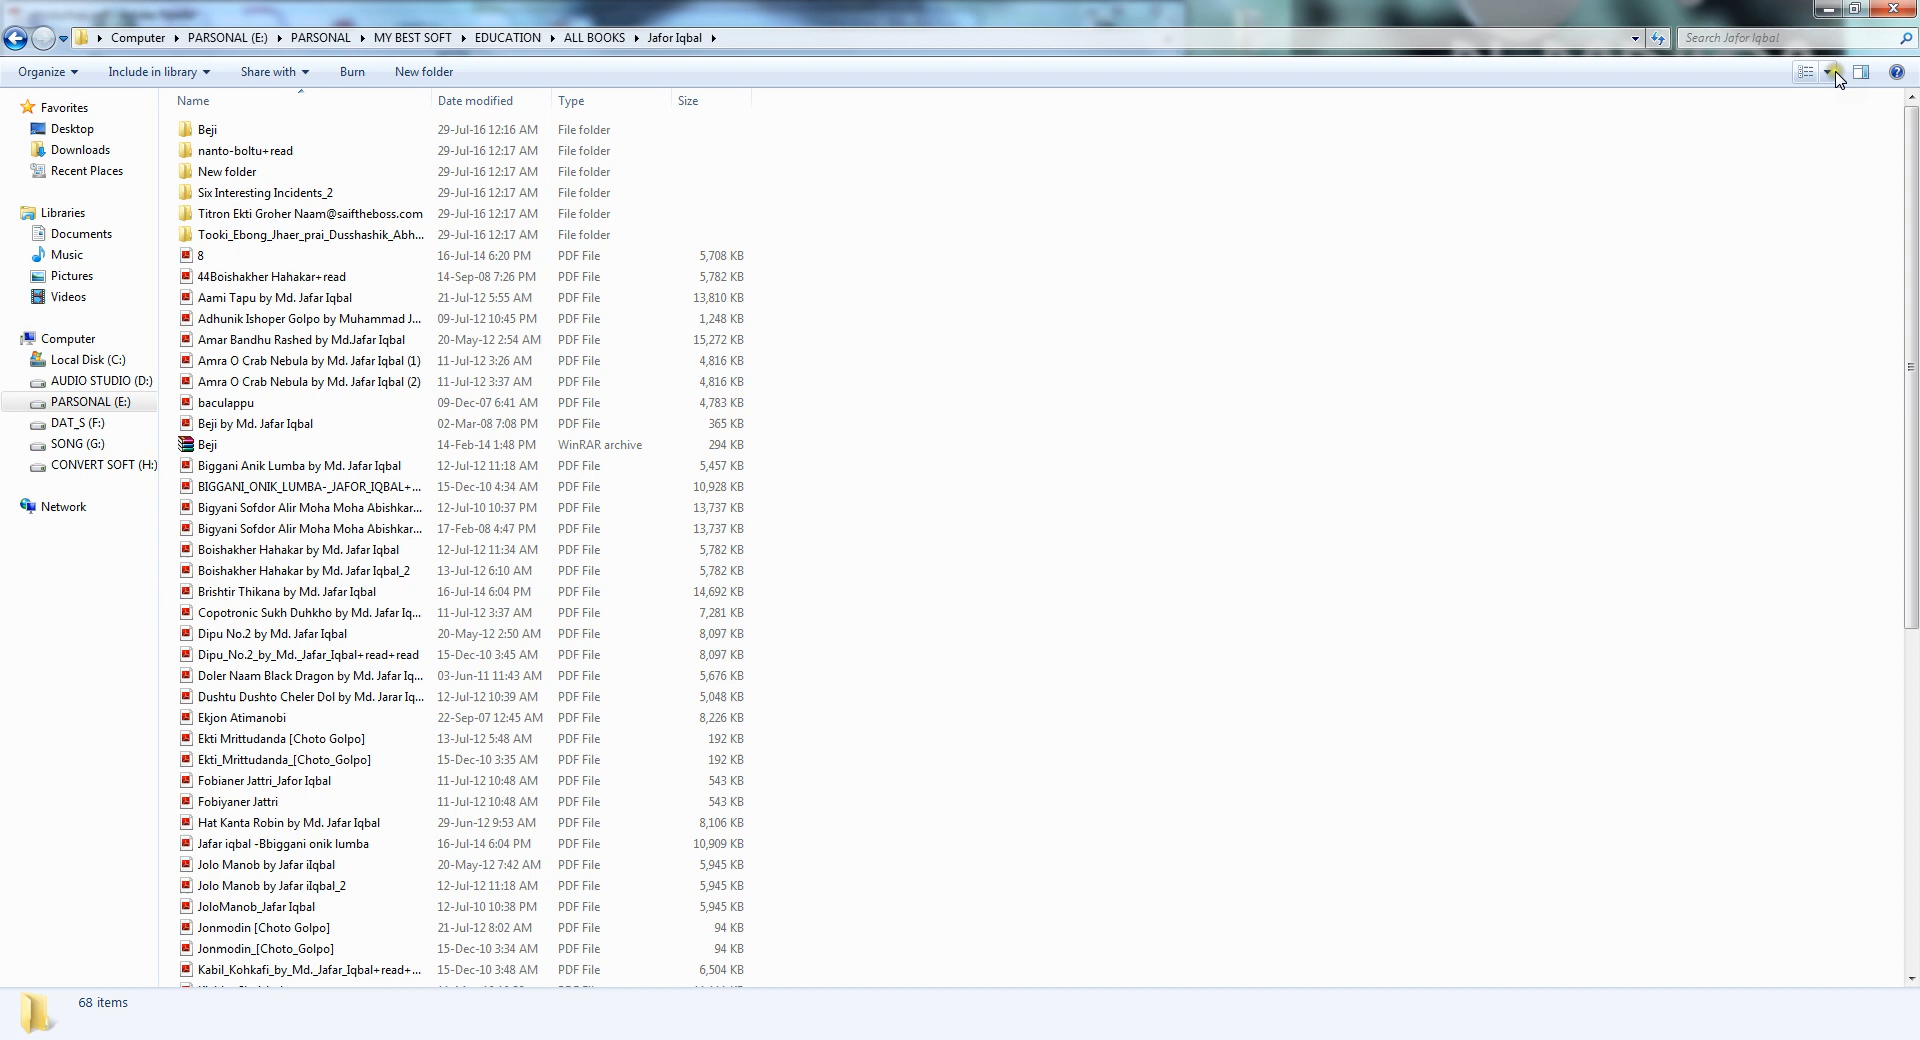 Computer PARSONAL (E:) PARSONAL MY BEST SOFT EDUCATION ALL BOOKS Jafor Iqbal Search Jafor Iqbal
Organize Include in library Share with Burn New folder
Name Date modified Type Size
Favorites
Desktop
Downloads
Recent Places
Libraries
Documents
Music
Pictures
Videos
Computer
Local Disk (C:)
AUDIO STUDIO (D:)
PARSONAL (E:)
DAT_S (F:)
SONG (G:)
CONVERT SOFT (H:)
Network
Beji 29-Jul-16 12:16 AM File folder
nanto-boltu+read 29-Jul-16 12:17 AM File folder
New folder 29-Jul-16 12:17 AM File folder
Six Interesting Incidents_2 29-Jul-16 12:17 AM File folder
Titron Ekti Groher Naam@saiftheboss.com 29-Jul-16 12:17 AM File folder
Tooki_Ebong_Jhaer_prai_Dusshashik_Abh... 29-Jul-16 12:17 AM File folder
8 16-Jul-14 6:20 PM PDF File 5,708 KB
44Boishakher Hahakar+read 14-Sep-08 7:26 PM PDF File 5,782 KB
Aami Tapu by Md. Jafar Iqbal 21-Jul-12 5:55 AM PDF File 13,810 KB
Adhunik Ishoper Golpo by Muhammad J... 09-Jul-12 10:45 PM PDF File 1,248 KB
Amar Bandhu Rashed by Md.Jafar Iqbal 20-May-12 2:54 AM PDF File 15,272 KB
Amra O Crab Nebula by Md. Jafar Iqbal (1) 11-Jul-12 3:26 AM PDF File 4,816 KB
Amra O Crab Nebula by Md. Jafar Iqbal (2) 11-Jul-12 3:37 AM PDF File 4,816 KB
baculappu 09-Dec-07 6:41 AM PDF File 4,783 KB
Beji by Md. Jafar Iqbal 02-Mar-08 7:08 PM PDF File 365 KB
Beji 14-Feb-14 1:48 PM WinRAR archive 294 KB
Biggani Anik Lumba by Md. Jafar Iqbal 12-Jul-12 11:18 AM PDF File 5,457 KB
BIGGANI_ONIK_LUMBA-_JAFOR_IQBAL+... 15-Dec-10 4:34 AM PDF File 10,928 KB
Bigyani Sofdor Alir Moha Moha Abishkar... 12-Jul-10 10:37 PM PDF File 13,737 KB
Bigyani Sofdor Alir Moha Moha Abishkar... 17-Feb-08 4:47 PM PDF File 13,737 KB
Boishakher Hahakar by Md. Jafar Iqbal 12-Jul-12 11:34 AM PDF File 5,782 KB
Boishakher Hahakar by Md. Jafar Iqbal_2 13-Jul-12 6:10 AM PDF File 5,782 KB
Brishtir Thikana by Md. Jafar Iqbal 16-Jul-14 6:04 PM PDF File 14,692 KB
Copotronic Sukh Duhkho by Md. Jafar Iq... 11-Jul-12 3:37 AM PDF File 7,281 KB
Dipu No.2 by Md. Jafar Iqbal 20-May-12 2:50 AM PDF File 8,097 KB
Dipu_No.2_by_Md._Jafar_Iqbal+read+read 15-Dec-10 3:45 AM PDF File 8,097 KB
Doler Naam Black Dragon by Md. Jafar Iq... 03-Jun-11 11:43 AM PDF File 5,676 KB
Dushtu Dushto Cheler Dol by Md. Jarar Iq... 12-Jul-12 10:39 AM PDF File 5,048 KB
Ekjon Atimanobi 22-Sep-07 12:45 AM PDF File 8,226 KB
Ekti Mrittudanda [Choto Golpo] 13-Jul-12 5:48 AM PDF File 192 KB
Ekti_Mrittudanda_[Choto_Golpo] 15-Dec-10 3:35 AM PDF File 192 KB
Fobianer Jattri_Jafor Iqbal 11-Jul-12 10:48 AM PDF File 543 KB
Fobiyaner Jattri 11-Jul-12 10:48 AM PDF File 543 KB
Hat Kanta Robin by Md. Jafar Iqbal 29-Jun-12 9:53 AM PDF File 8,106 KB
Jafar iqbal -Bbiggani onik lumba 16-Jul-14 6:04 PM PDF File 10,909 KB
Jolo Manob by Jafar iIqbal 20-May-12 7:42 AM PDF File 5,945 KB
Jolo Manob by Jafar iIqbal_2 12-Jul-12 11:18 AM PDF File 5,945 KB
JoloManob_Jafar Iqbal 12-Jul-10 10:38 PM PDF File 5,945 KB
Jonmodin [Choto Golpo] 21-Jul-12 8:02 AM PDF File 94 KB
Jonmodin_[Choto_Golpo] 15-Dec-10 3:34 AM PDF File 94 KB
Kabil_Kohkafi_by_Md._Jafar_Iqbal+read+... 15-Dec-10 3:48 AM PDF File 6,504 KB
68 items